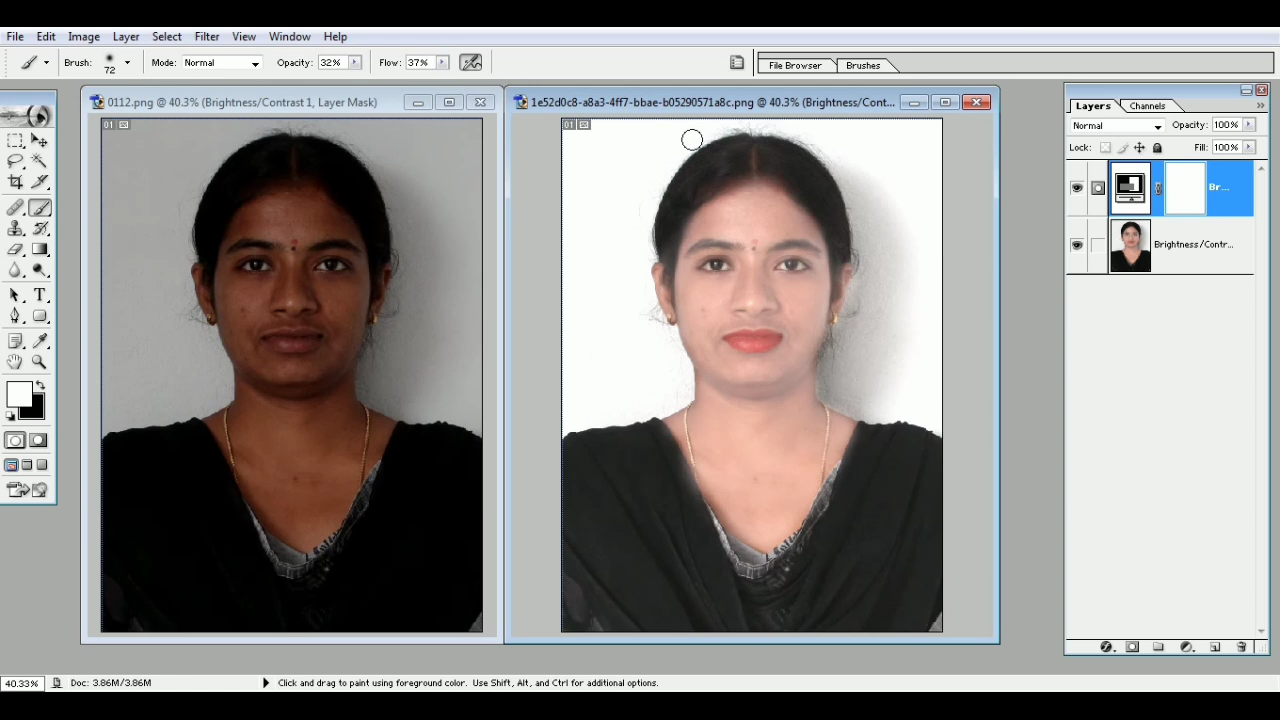 File Edit Image Layer Select Filter View Window Help
Brush: 72 Mode: Normal Opacity: 32% Flow: 37% File Browser Brushes
0112.png @ 40.3% (Brightness/Contrast 1, Layer Mask)
1e52d0c8-a8a3-4ff7-bbae-b05290571a8c.png @ 40.3% (Brightness/Cont...
01
01
Layers Channels
Normal Opacity: 100%
Lock: Fill: 100%
Br...
Brightness/Contr...
T
40.33% Doc: 3.86M/3.86M Click and drag to paint using foreground color. Use Shift, Alt, and Ctrl for additional options.